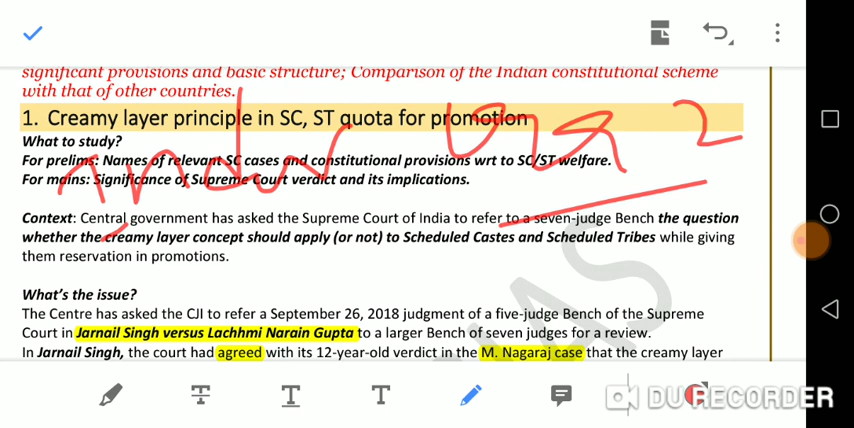 significant provisions and basic structure; Comparison of the Indian constitutional scheme
with that of other countries.
1. Creamy layer principle in SC, ST quota for promotion
What to study?
For prelims: Names of relevant SC cases and constitutional provisions wrt to SC/ST welfare.
For mains: Significance of Supreme Court verdict and its implications.
2
Context: Central government has asked the Supreme Court of India to refer to a seven-judge Bench the question
whether the creamy layer concept should apply (or not) to Scheduled Castes and Scheduled Tribes while giving
them reservation in promotions.
What's the issue?
The Centre has asked the CJI to refer a September 26, 2018 judgment of a five-judge Bench of the Supreme
Court in Jarnail Singh versus Lachhmi Narain Gupta to a larger Bench of seven judges for a review.
In Jarnail Singh, the court had agreed with its 12-year-old verdict in the M. Nagaraj case that the creamy layer
T T T
DU RECORDER